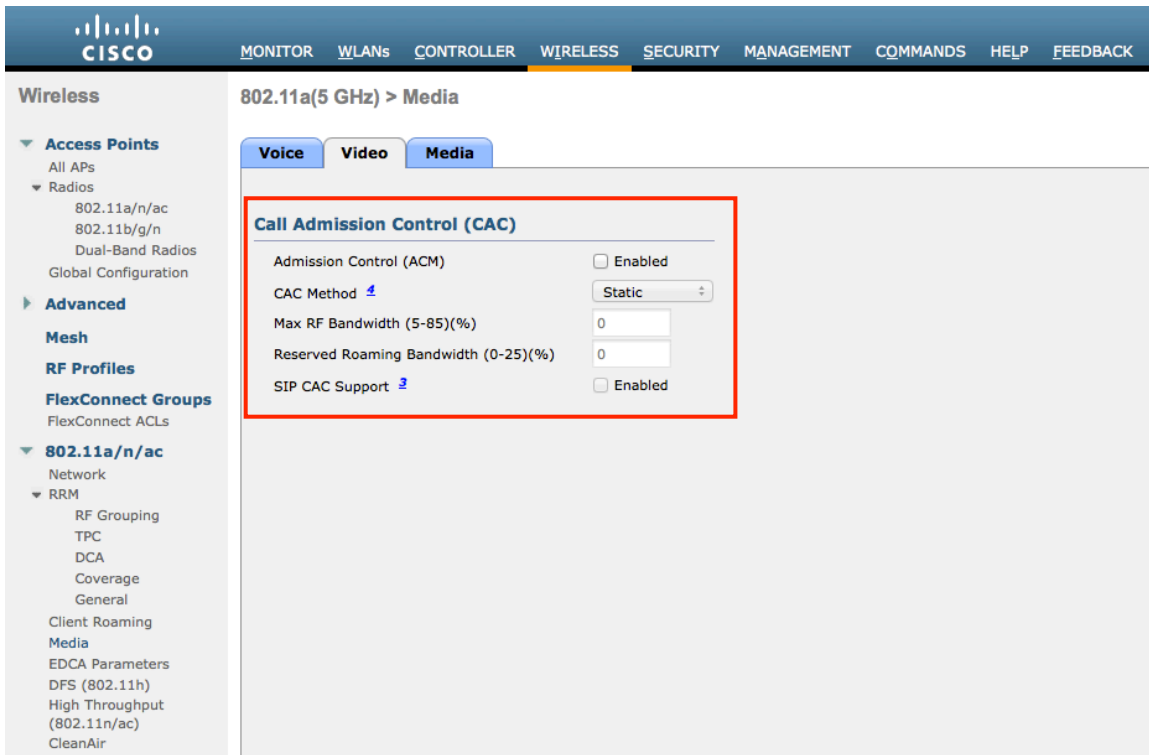 CISCO
MONITOR WLANs CONTROLLER WIRELESS SECURITY MANAGEMENT COMMANDS HELP FEEDBACK
Wireless
Access Points
All APs
Radios
802.11a/n/ac
802.11b/g/n
Dual-Band Radios
Global Configuration
Advanced
Mesh
RF Profiles
FlexConnect Groups
FlexConnect ACLs
802.11a/n/ac
Network
RRM
RF Grouping
TPC
DCA
Coverage
General
Client Roaming
Media
EDCA Parameters
DFS (802.11h)
High Throughput
(802.11n/ac)
CleanAir
802.11a(5 GHz) > Media
Voice Video Media
Call Admission Control (CAC)
Admission Control (ACM) Enabled
CAC Method 4 Static
Max RF Bandwidth (5-85)(%) 0
Reserved Roaming Bandwidth (0-25)(%) 0
SIP CAC Support 3 Enabled